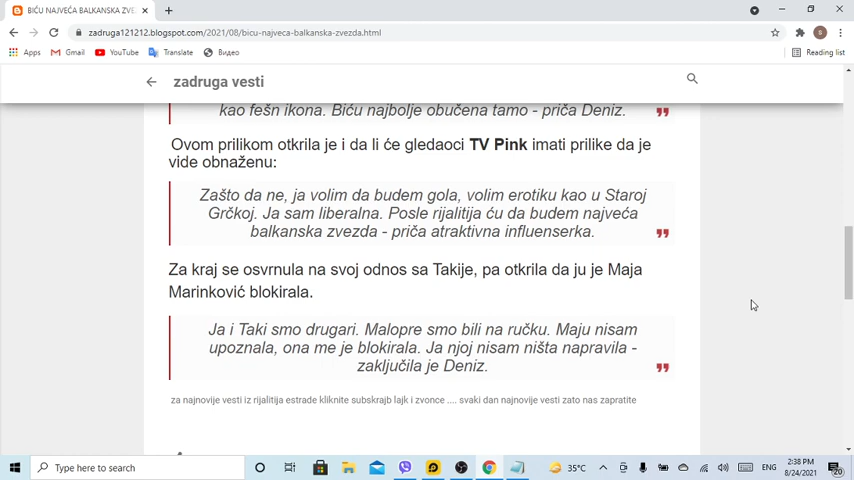 BIĆU NAJVEĆA BALKANSKA ZVEZ
zadruga121212.blogspot.com/2021/08/bicu-najveca-balkanska-zvezda.html
Apps Gmail YouTube Translate Видео Reading list
zadruga vesti
kao fešn ikona. Biću najbolje obučena tamo - priča Deniz.
Ovom prilikom otkrila je i da li će gledaoci TV Pink imati prilike da je
vide obnaženu:
Zašto da ne, ja volim da budem gola, volim erotiku kao u Staroj
Grčkoj. Ja sam liberalna. Posle rijalitija ću da budem najveća
balkanska zvezda - priča atraktivna influenserka.
Za kraj se osvrnula na svoj odnos sa Takije, pa otkrila da ju je Maja
Marinković blokirala.
Ja i Taki smo drugari. Malopre smo bili na ručku. Maju nisam
upoznala, ona me je blokirala. Ja njoj nisam ništa napravila -
zaključila je Deniz.
za najnovije vesti iz rijalitija estrade kliknite subskrajb lajk i zvonce .... svaki dan najnovije vesti zato nas zapratite
Type here to search
35°C
ENG
2:38 PM
8/24/2021
20